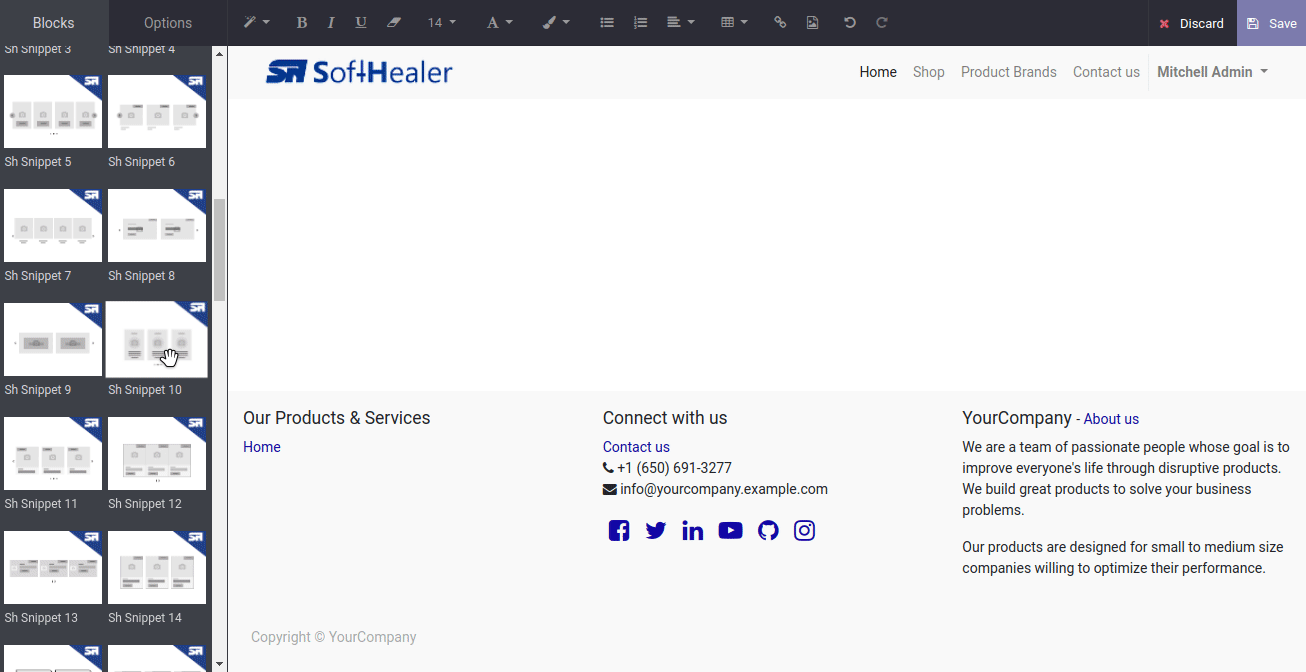 Blocks Options 14 A Discard Save
Sh Snippet 3 Sh Snippet 4
SoftHealer Home Shop Product Brands Contact us Mitchell Admin
Sh Snippet 5 Sh Snippet 6
Sh Snippet 7 Sh Snippet 8
Sh Snippet 9 Sh Snippet 10
Sh Snippet 11 Sh Snippet 12
Sh Snippet 13 Sh Snippet 14
Our Products & Services
Home
Connect with us
Contact us
+1 (650) 691-3277
info@yourcompany.example.com
YourCompany - About us
We are a team of passionate people whose goal is to
improve everyone's life through disruptive products.
We build great products to solve your business
problems.
Our products are designed for small to medium size
companies willing to optimize their performance.
Copyright © YourCompany